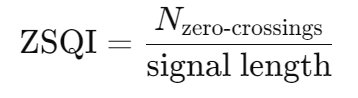 ZSQI = N_zero-crossings / signal length